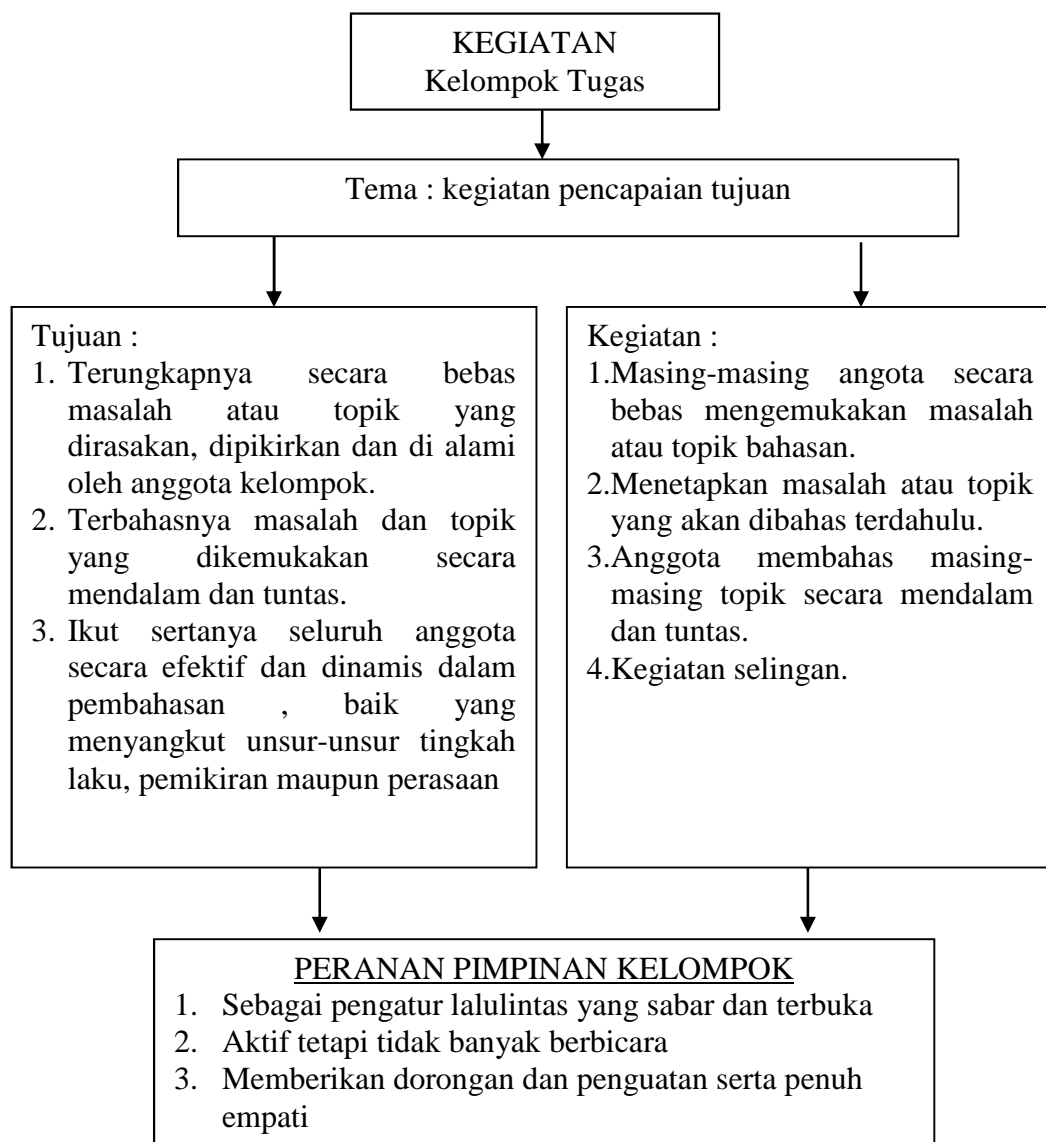 KEGIATAN
Kelompok Tugas
Tema : kegiatan pencapaian tujuan
Tujuan :
1. Terungkapnya secara bebas
masalah atau topik yang
dirasakan, dipikirkan dan di alami
oleh anggota kelompok.
2. Terbahasnya masalah dan topik
yang dikemukakan secara
mendalam dan tuntas.
3. Ikut sertanya seluruh anggota
secara efektif dan dinamis dalam
pembahasan , baik yang
menyangkut unsur-unsur tingkah
laku, pemikiran maupun perasaan
Kegiatan :
1.Masing-masing angota secara
bebas mengemukakan masalah
atau topik bahasan.
2.Menetapkan masalah atau topik
yang akan dibahas terdahulu.
3.Anggota membahas masing-
masing topik secara mendalam
dan tuntas.
4.Kegiatan selingan.
PERANAN PIMPINAN KELOMPOK
1. Sebagai pengatur lalulintas yang sabar dan terbuka
2. Aktif tetapi tidak banyak berbicara
3. Memberikan dorongan dan penguatan serta penuh
empati